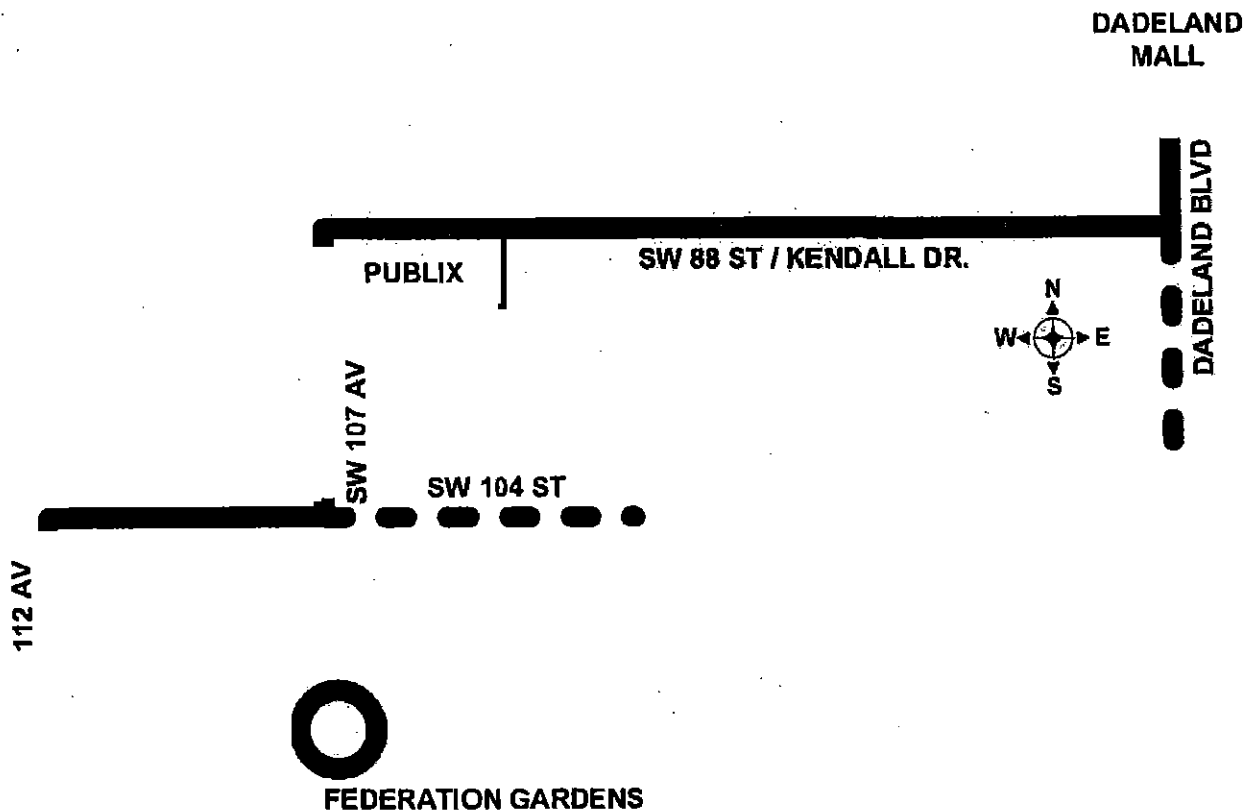 DADELAND
MALL
DADELAND BLVD
SW 88 ST / KENDALL DR.
PUBLIX
N
W E
S
SW 107 AV
SW 104 ST
112 AV
FEDERATION GARDENS